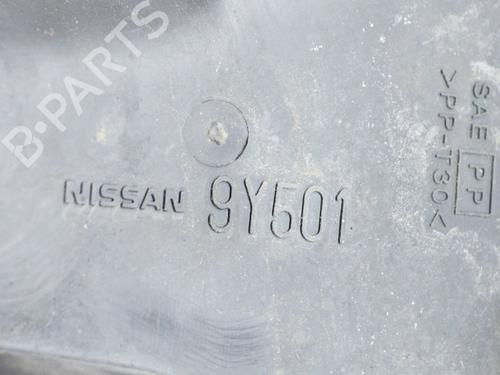 B-PARTS
NISSAN 9Y501
SAE PP
>PP-T30<